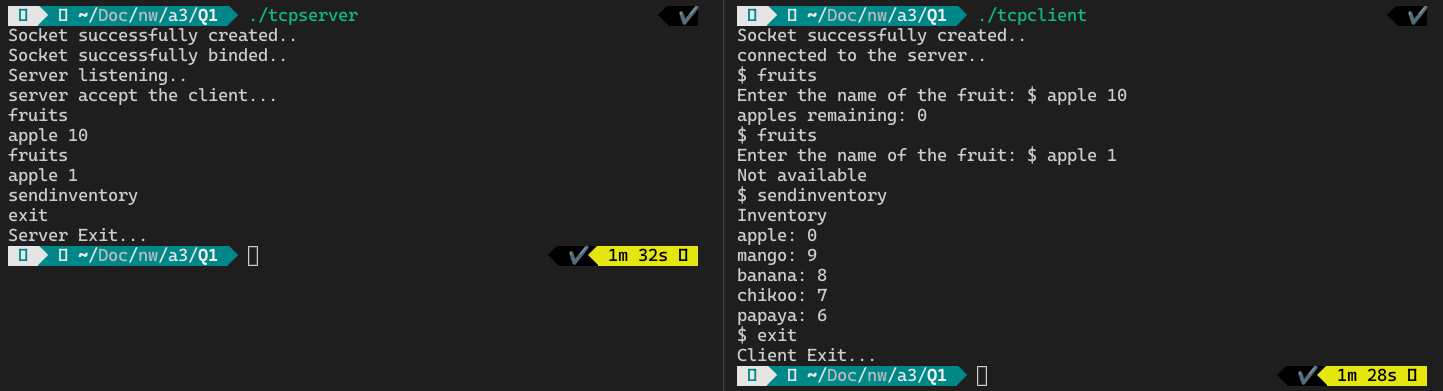 ~/Doc/nw/a3/Q1 ./tcpserver ✔
Socket successfully created..
Socket successfully binded..
Server listening..
server accept the client...
fruits
apple 10
fruits
apple 1
sendinventory
exit
Server Exit...
~/Doc/nw/a3/Q1 ✔ 1m 32s
~/Doc/nw/a3/Q1 ./tcpclient ✔
Socket successfully created..
connected to the server..
$ fruits
Enter the name of the fruit: $ apple 10
apples remaining: 0
$ fruits
Enter the name of the fruit: $ apple 1
Not available
$ sendinventory
Inventory
apple: 0
mango: 9
banana: 8
chikoo: 7
papaya: 6
$ exit
Client Exit...
~/Doc/nw/a3/Q1 ✔ 1m 28s